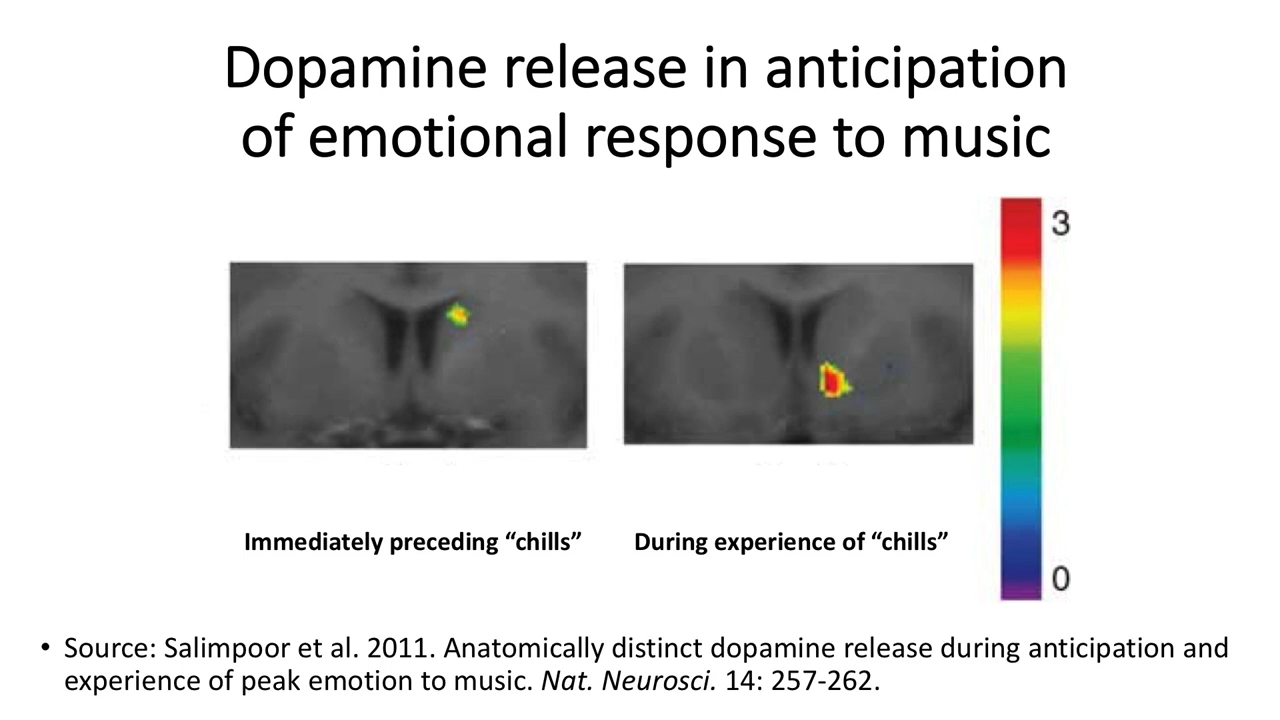 Dopamine release in anticipation
of emotional response to music
3
0
Immediately preceding “chills”
During experience of “chills”
• Source: Salimpoor et al. 2011. Anatomically distinct dopamine release during anticipation and
experience of peak emotion to music. Nat. Neurosci. 14: 257-262.